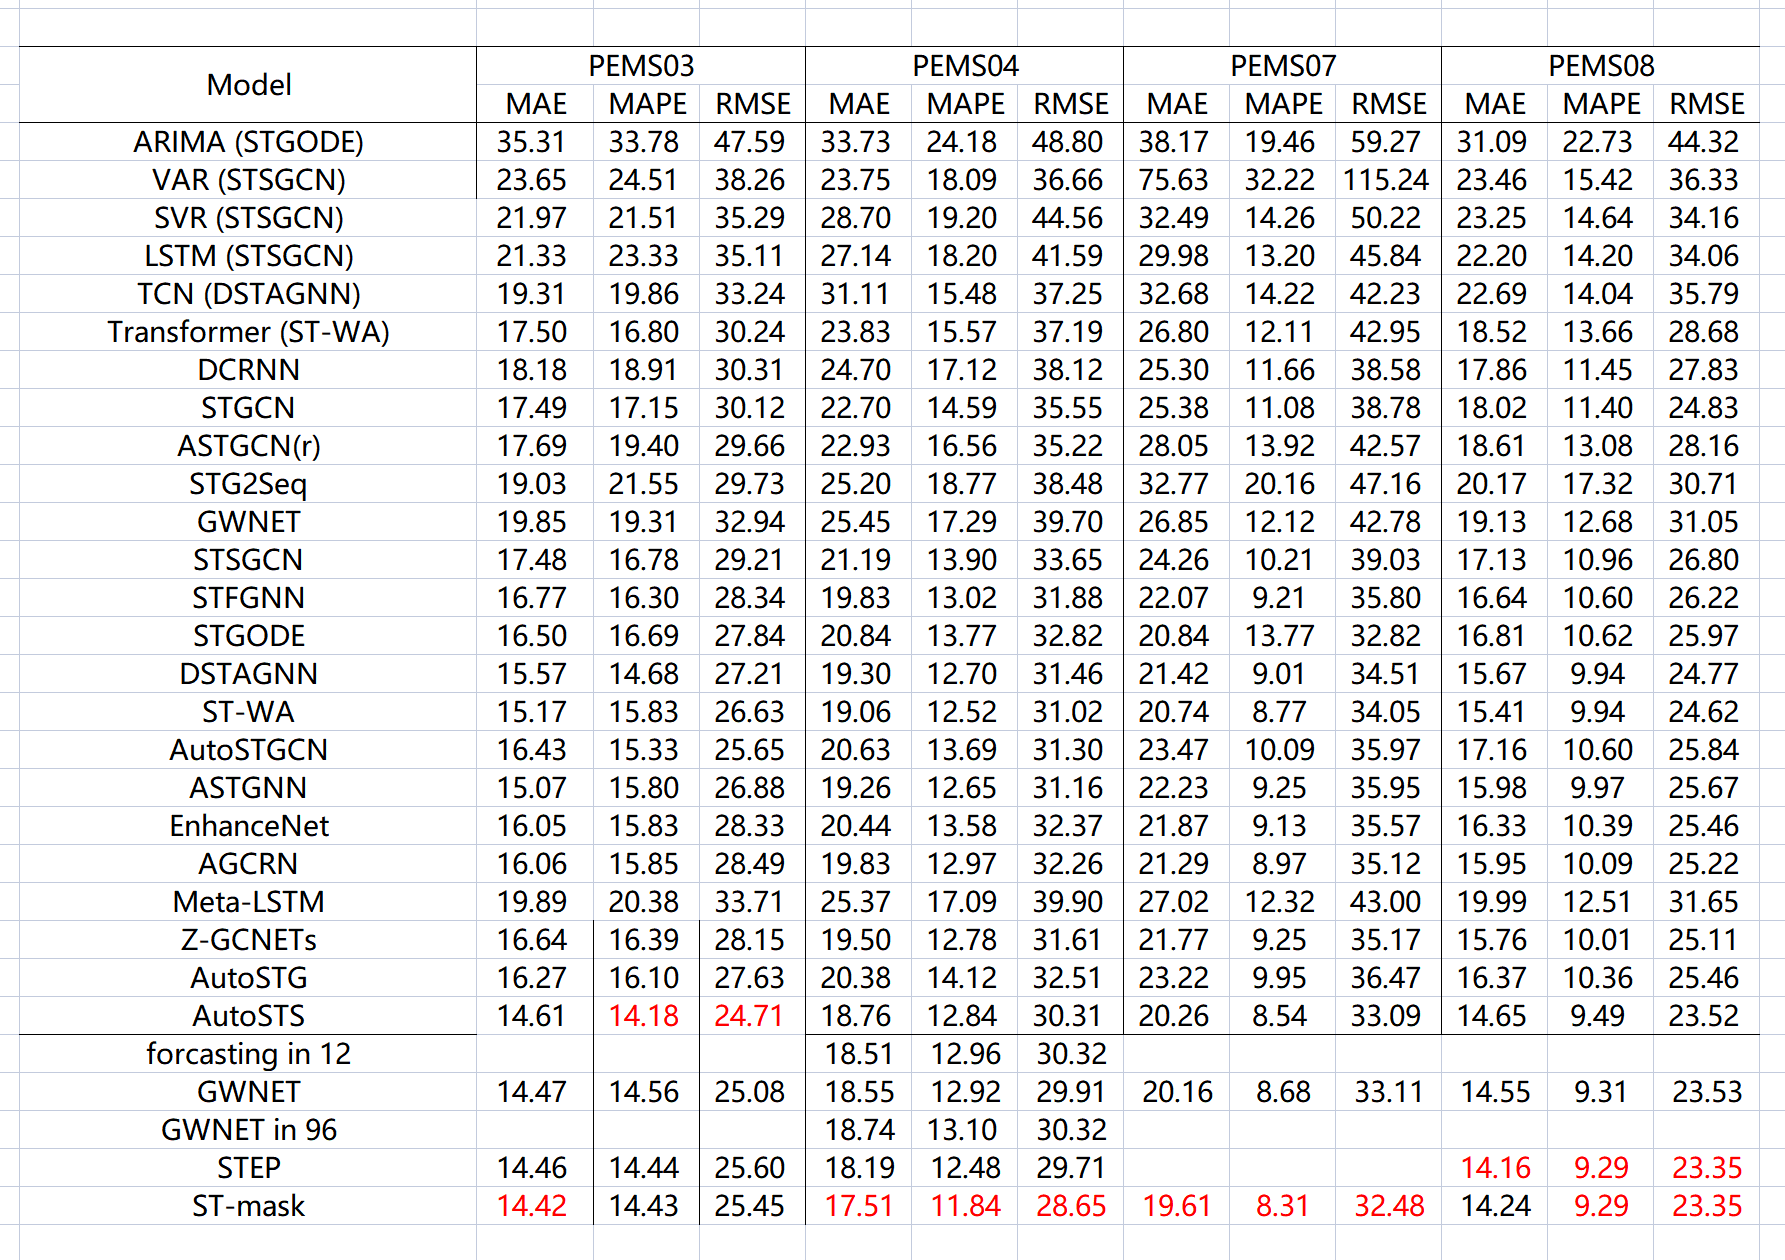 Model PEMS03 PEMS04 PEMS07 PEMS08
MAE MAPE RMSE MAE MAPE RMSE MAE MAPE RMSE MAE MAPE RMSE
ARIMA (STGODE) 35.31 33.78 47.59 33.73 24.18 48.80 38.17 19.46 59.27 31.09 22.73 44.32
VAR (STSGCN) 23.65 24.51 38.26 23.75 18.09 36.66 75.63 32.22 115.24 23.46 15.42 36.33
SVR (STSGCN) 21.97 21.51 35.29 28.70 19.20 44.56 32.49 14.26 50.22 23.25 14.64 34.16
LSTM (STSGCN) 21.33 23.33 35.11 27.14 18.20 41.59 29.98 13.20 45.84 22.20 14.20 34.06
TCN (DSTAGNN) 19.31 19.86 33.24 31.11 15.48 37.25 32.68 14.22 42.23 22.69 14.04 35.79
Transformer (ST-WA) 17.50 16.80 30.24 23.83 15.57 37.19 26.80 12.11 42.95 18.52 13.66 28.68
DCRNN 18.18 18.91 30.31 24.70 17.12 38.12 25.30 11.66 38.58 17.86 11.45 27.83
STGCN 17.49 17.15 30.12 22.70 14.59 35.55 25.38 11.08 38.78 18.02 11.40 24.83
ASTGCN(r) 17.69 19.40 29.66 22.93 16.56 35.22 28.05 13.92 42.57 18.61 13.08 28.16
STG2Seq 19.03 21.55 29.73 25.20 18.77 38.48 32.77 20.16 47.16 20.17 17.32 30.71
GWNET 19.85 19.31 32.94 25.45 17.29 39.70 26.85 12.12 42.78 19.13 12.68 31.05
STSGCN 17.48 16.78 29.21 21.19 13.90 33.65 24.26 10.21 39.03 17.13 10.96 26.80
STFGNN 16.77 16.30 28.34 19.83 13.02 31.88 22.07 9.21 35.80 16.64 10.60 26.22
STGODE 16.50 16.69 27.84 20.84 13.77 32.82 20.84 13.77 32.82 16.81 10.62 25.97
DSTAGNN 15.57 14.68 27.21 19.30 12.70 31.46 21.42 9.01 34.51 15.67 9.94 24.77
ST-WA 15.17 15.83 26.63 19.06 12.52 31.02 20.74 8.77 34.05 15.41 9.94 24.62
AutoSTGCN 16.43 15.33 25.65 20.63 13.69 31.30 23.47 10.09 35.97 17.16 10.60 25.84
ASTGNN 15.07 15.80 26.88 19.26 12.65 31.16 22.23 9.25 35.95 15.98 9.97 25.67
EnhanceNet 16.05 15.83 28.33 20.44 13.58 32.37 21.87 9.13 35.57 16.33 10.39 25.46
AGCRN 16.06 15.85 28.49 19.83 12.97 32.26 21.29 8.97 35.12 15.95 10.09 25.22
Meta-LSTM 19.89 20.38 33.71 25.37 17.09 39.90 27.02 12.32 43.00 19.99 12.51 31.65
Z-GCNETs 16.64 16.39 28.15 19.50 12.78 31.61 21.77 9.25 35.17 15.76 10.01 25.11
AutoSTG 16.27 16.10 27.63 20.38 14.12 32.51 23.22 9.95 36.47 16.37 10.36 25.46
AutoSTS 14.61 14.18 24.71 18.76 12.84 30.31 20.26 8.54 33.09 14.65 9.49 23.52
forcasting in 12 18.51 12.96 30.32
GWNET 14.47 14.56 25.08 18.55 12.92 29.91 20.16 8.68 33.11 14.55 9.31 23.53
GWNET in 96 18.74 13.10 30.32
STEP 14.46 14.44 25.60 18.19 12.48 29.71 14.16 9.29 23.35
ST-mask 14.42 14.43 25.45 17.51 11.84 28.65 19.61 8.31 32.48 14.24 9.29 23.35